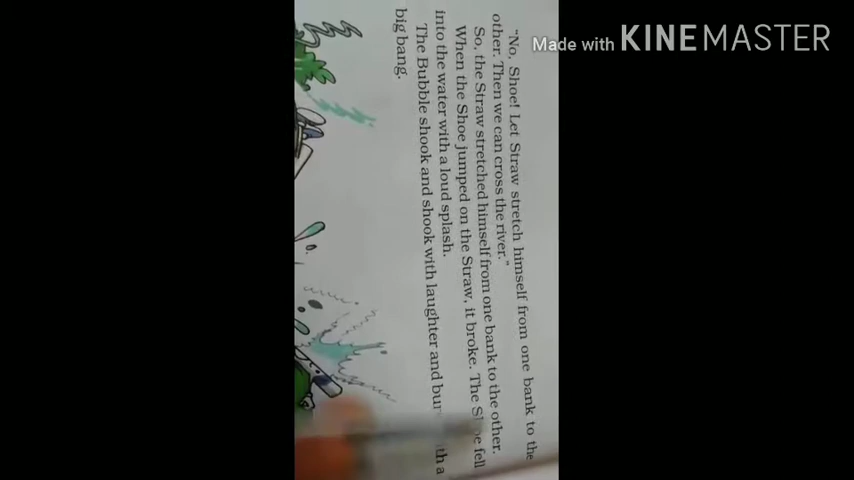 "No, Shoe! Let Straw stretch himself from one bank to the
other. Then we can cross the river."
So, the Straw stretched himself from one bank to the other.
When the Shoe jumped on the Straw, it broke. The fell
into the water with a loud splash.
The Bubble shook and shook with laughter and a
big bang.
Made with KINEMASTER